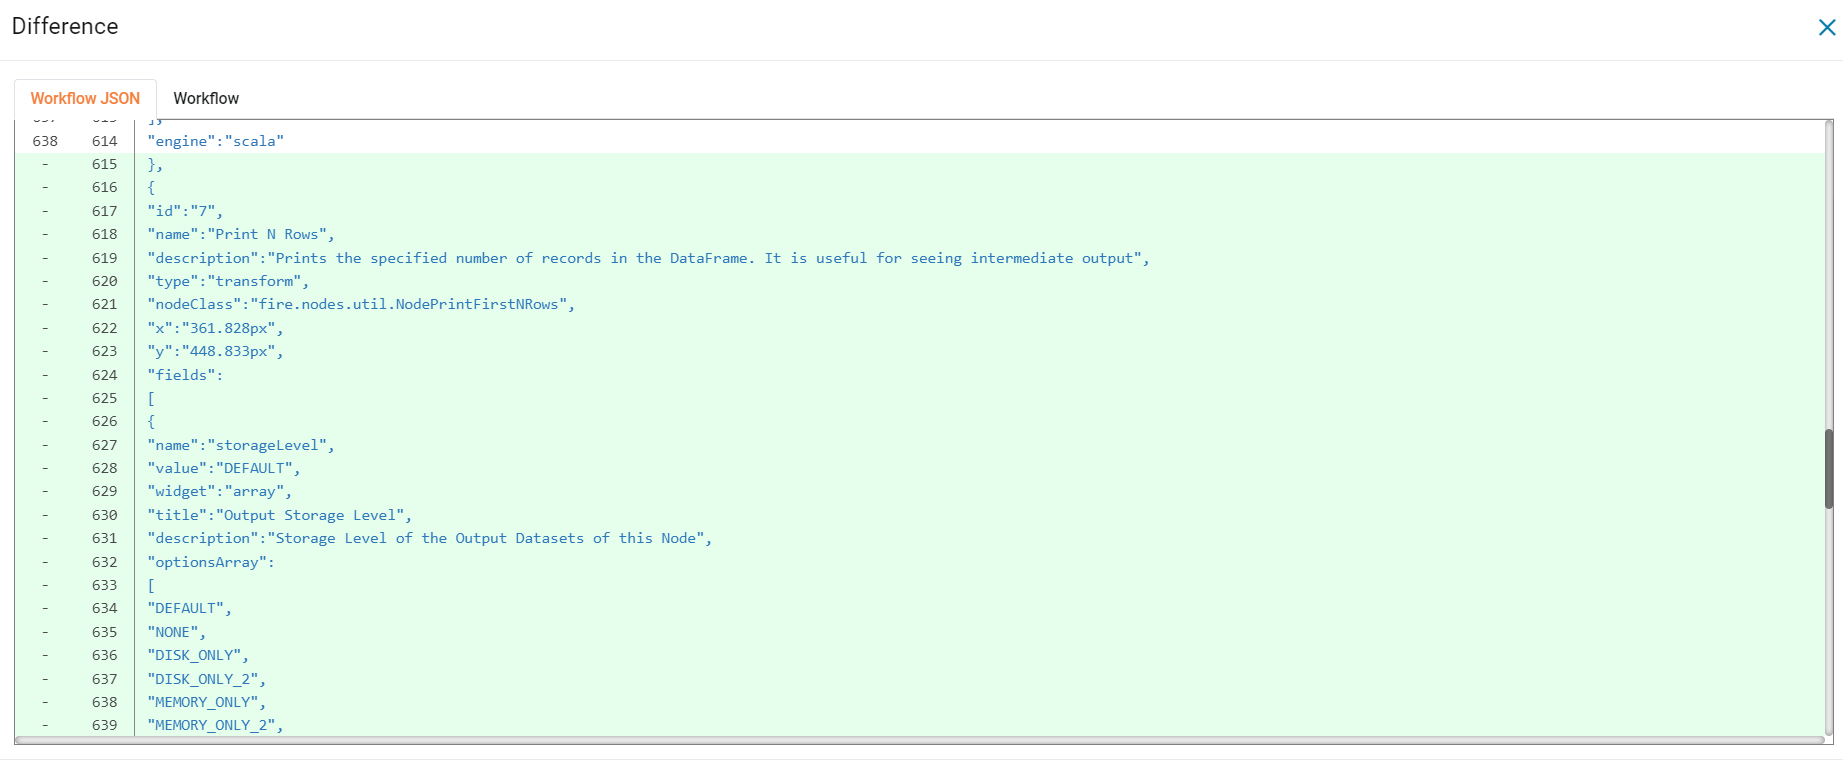 Difference
Workflow JSON Workflow
638 614 "engine":"scala"
- 615 },
- 616 {
- 617 "id":"7",
- 618 "name":"Print N Rows",
- 619 "description":"Prints the specified number of records in the DataFrame. It is useful for seeing intermediate output",
- 620 "type":"transform",
- 621 "nodeClass":"fire.nodes.util.NodePrintFirstNRows",
- 622 "x":"361.828px",
- 623 "y":"448.833px",
- 624 "fields":
- 625 [
- 626 {
- 627 "name":"storageLevel",
- 628 "value":"DEFAULT",
- 629 "widget":"array",
- 630 "title":"Output Storage Level",
- 631 "description":"Storage Level of the Output Datasets of this Node",
- 632 "optionsArray":
- 633 [
- 634 "DEFAULT",
- 635 "NONE",
- 636 "DISK_ONLY",
- 637 "DISK_ONLY_2",
- 638 "MEMORY_ONLY",
- 639 "MEMORY_ONLY_2",